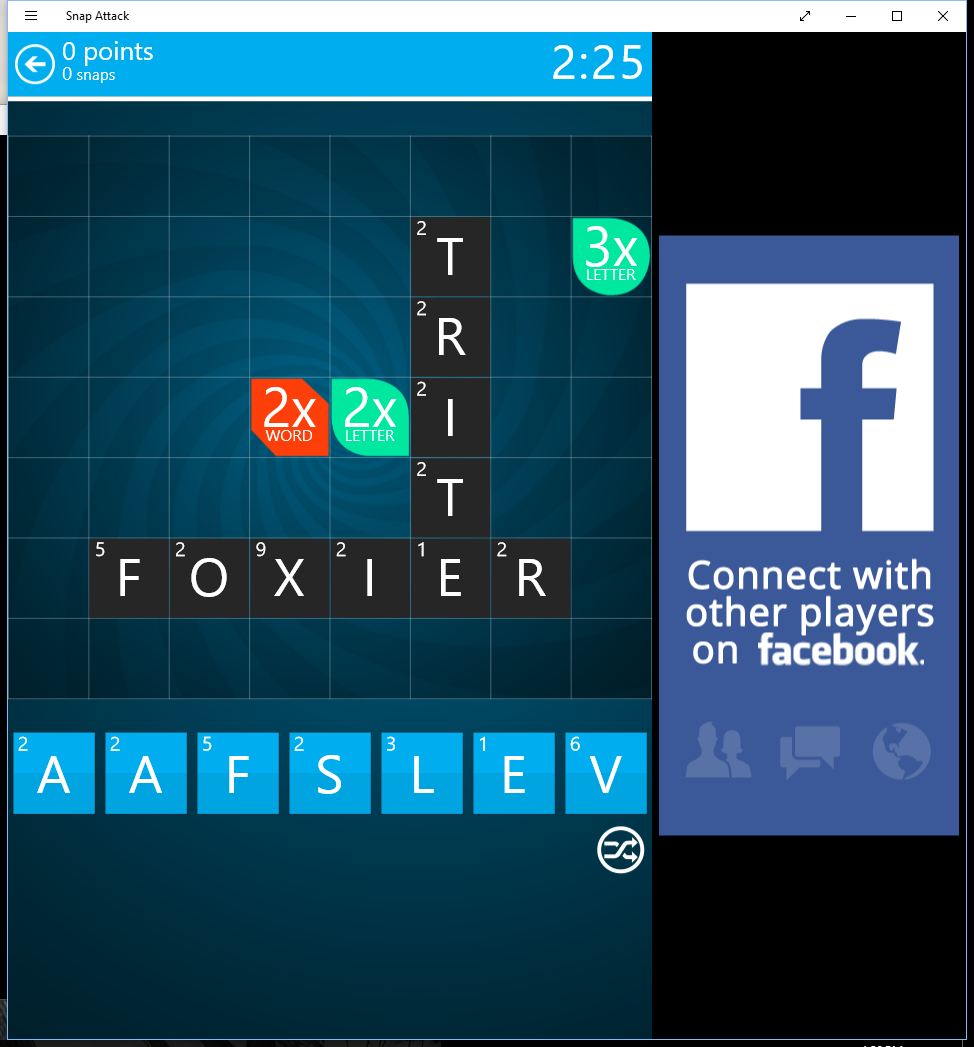 Snap Attack
0 points
0 snaps
2:25
2 T
3x
LETTER
2 R
2x
WORD
2x
LETTER
2 I
2 T
5 F 2 O 9 X 2 I 1 E 2 R
2 A 2 A 5 F 2 S 3 L 1 E 6 V
f
Connect with
other players
on facebook.